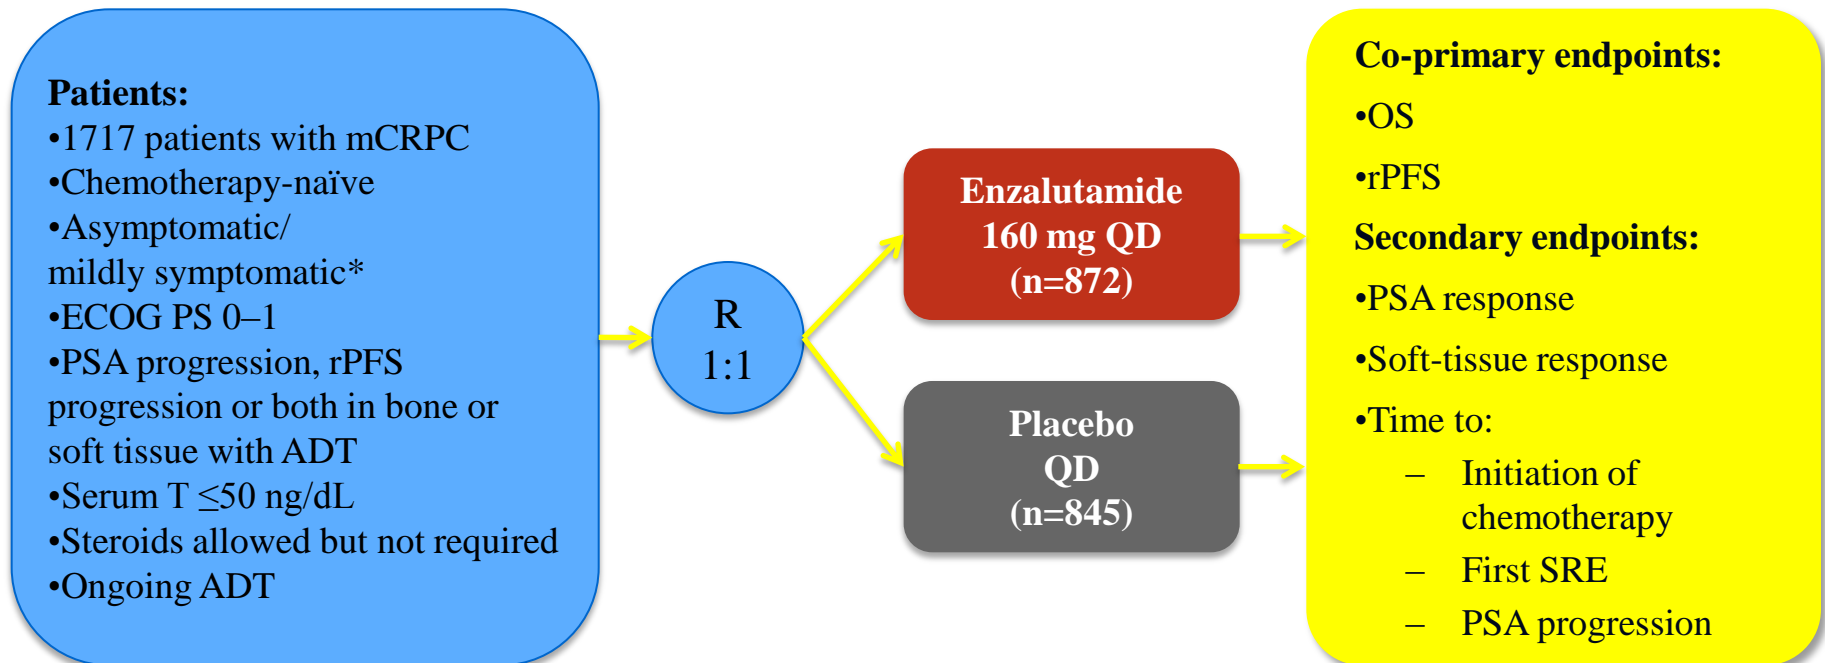 Patients:
•1717 patients with mCRPC
•Chemotherapy-naïve
•Asymptomatic/
mildly symptomatic*
•ECOG PS 0–1
•PSA progression, rPFS
progression or both in bone or
soft tissue with ADT
•Serum T ≤50 ng/dL
•Steroids allowed but not required
•Ongoing ADT
R
1:1
Enzalutamide
160 mg QD
(n=872)
Placebo
QD
(n=845)
Co-primary endpoints:
•OS
•rPFS
Secondary endpoints:
•PSA response
•Soft-tissue response
•Time to:
– Initiation of
chemotherapy
– First SRE
– PSA progression